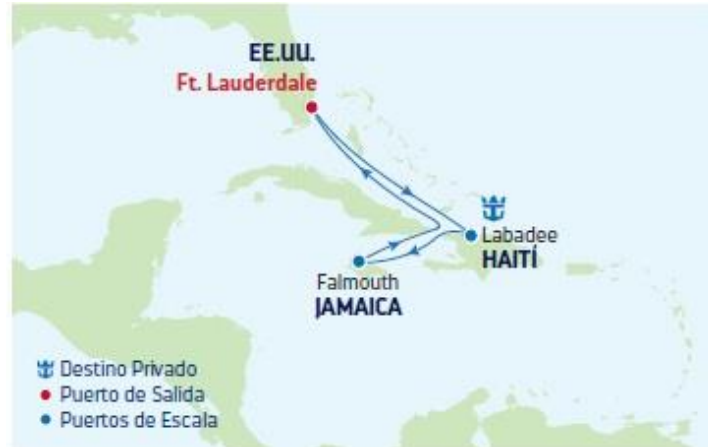 EE.UU.
Ft. Lauderdale
Labadee
HAITÍ
Falmouth
JAMAICA
Destino Privado
Puerto de Salida
Puertos de Escala